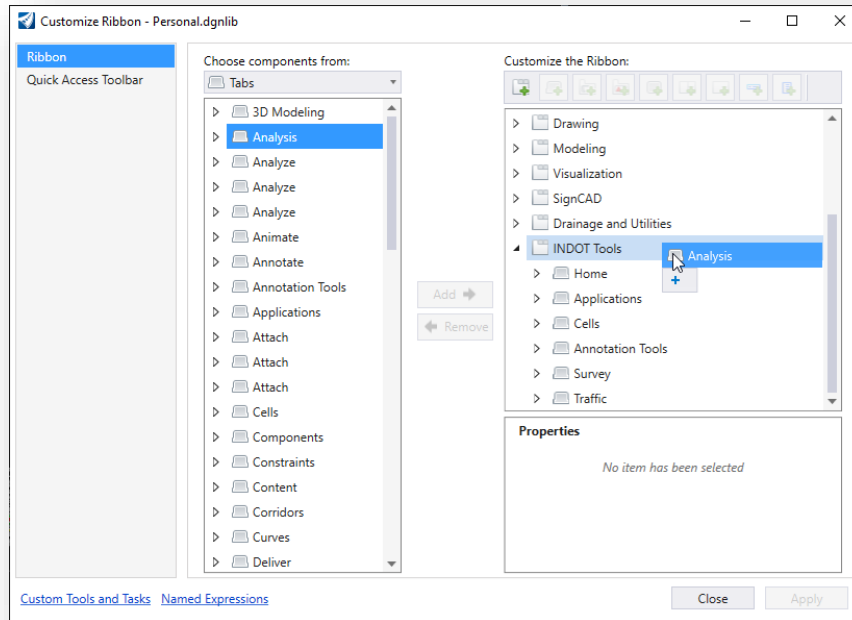 Customize Ribbon - Personal.dgnlib
Ribbon
Quick Access Toolbar
Choose components from:
Tabs
3D Modeling
Analysis
Analyze
Analyze
Analyze
Animate
Annotate
Annotation Tools
Applications
Attach
Attach
Attach
Cells
Components
Constraints
Content
Corridors
Curves
Deliver
Add
Remove
Customize the Ribbon:
Drawing
Modeling
Visualization
SignCAD
Drainage and Utilities
INDOT Tools
Analysis
Home
Applications
Cells
Annotation Tools
Survey
Traffic
Properties
No item has been selected
Custom Tools and Tasks Named Expressions
Close Apply